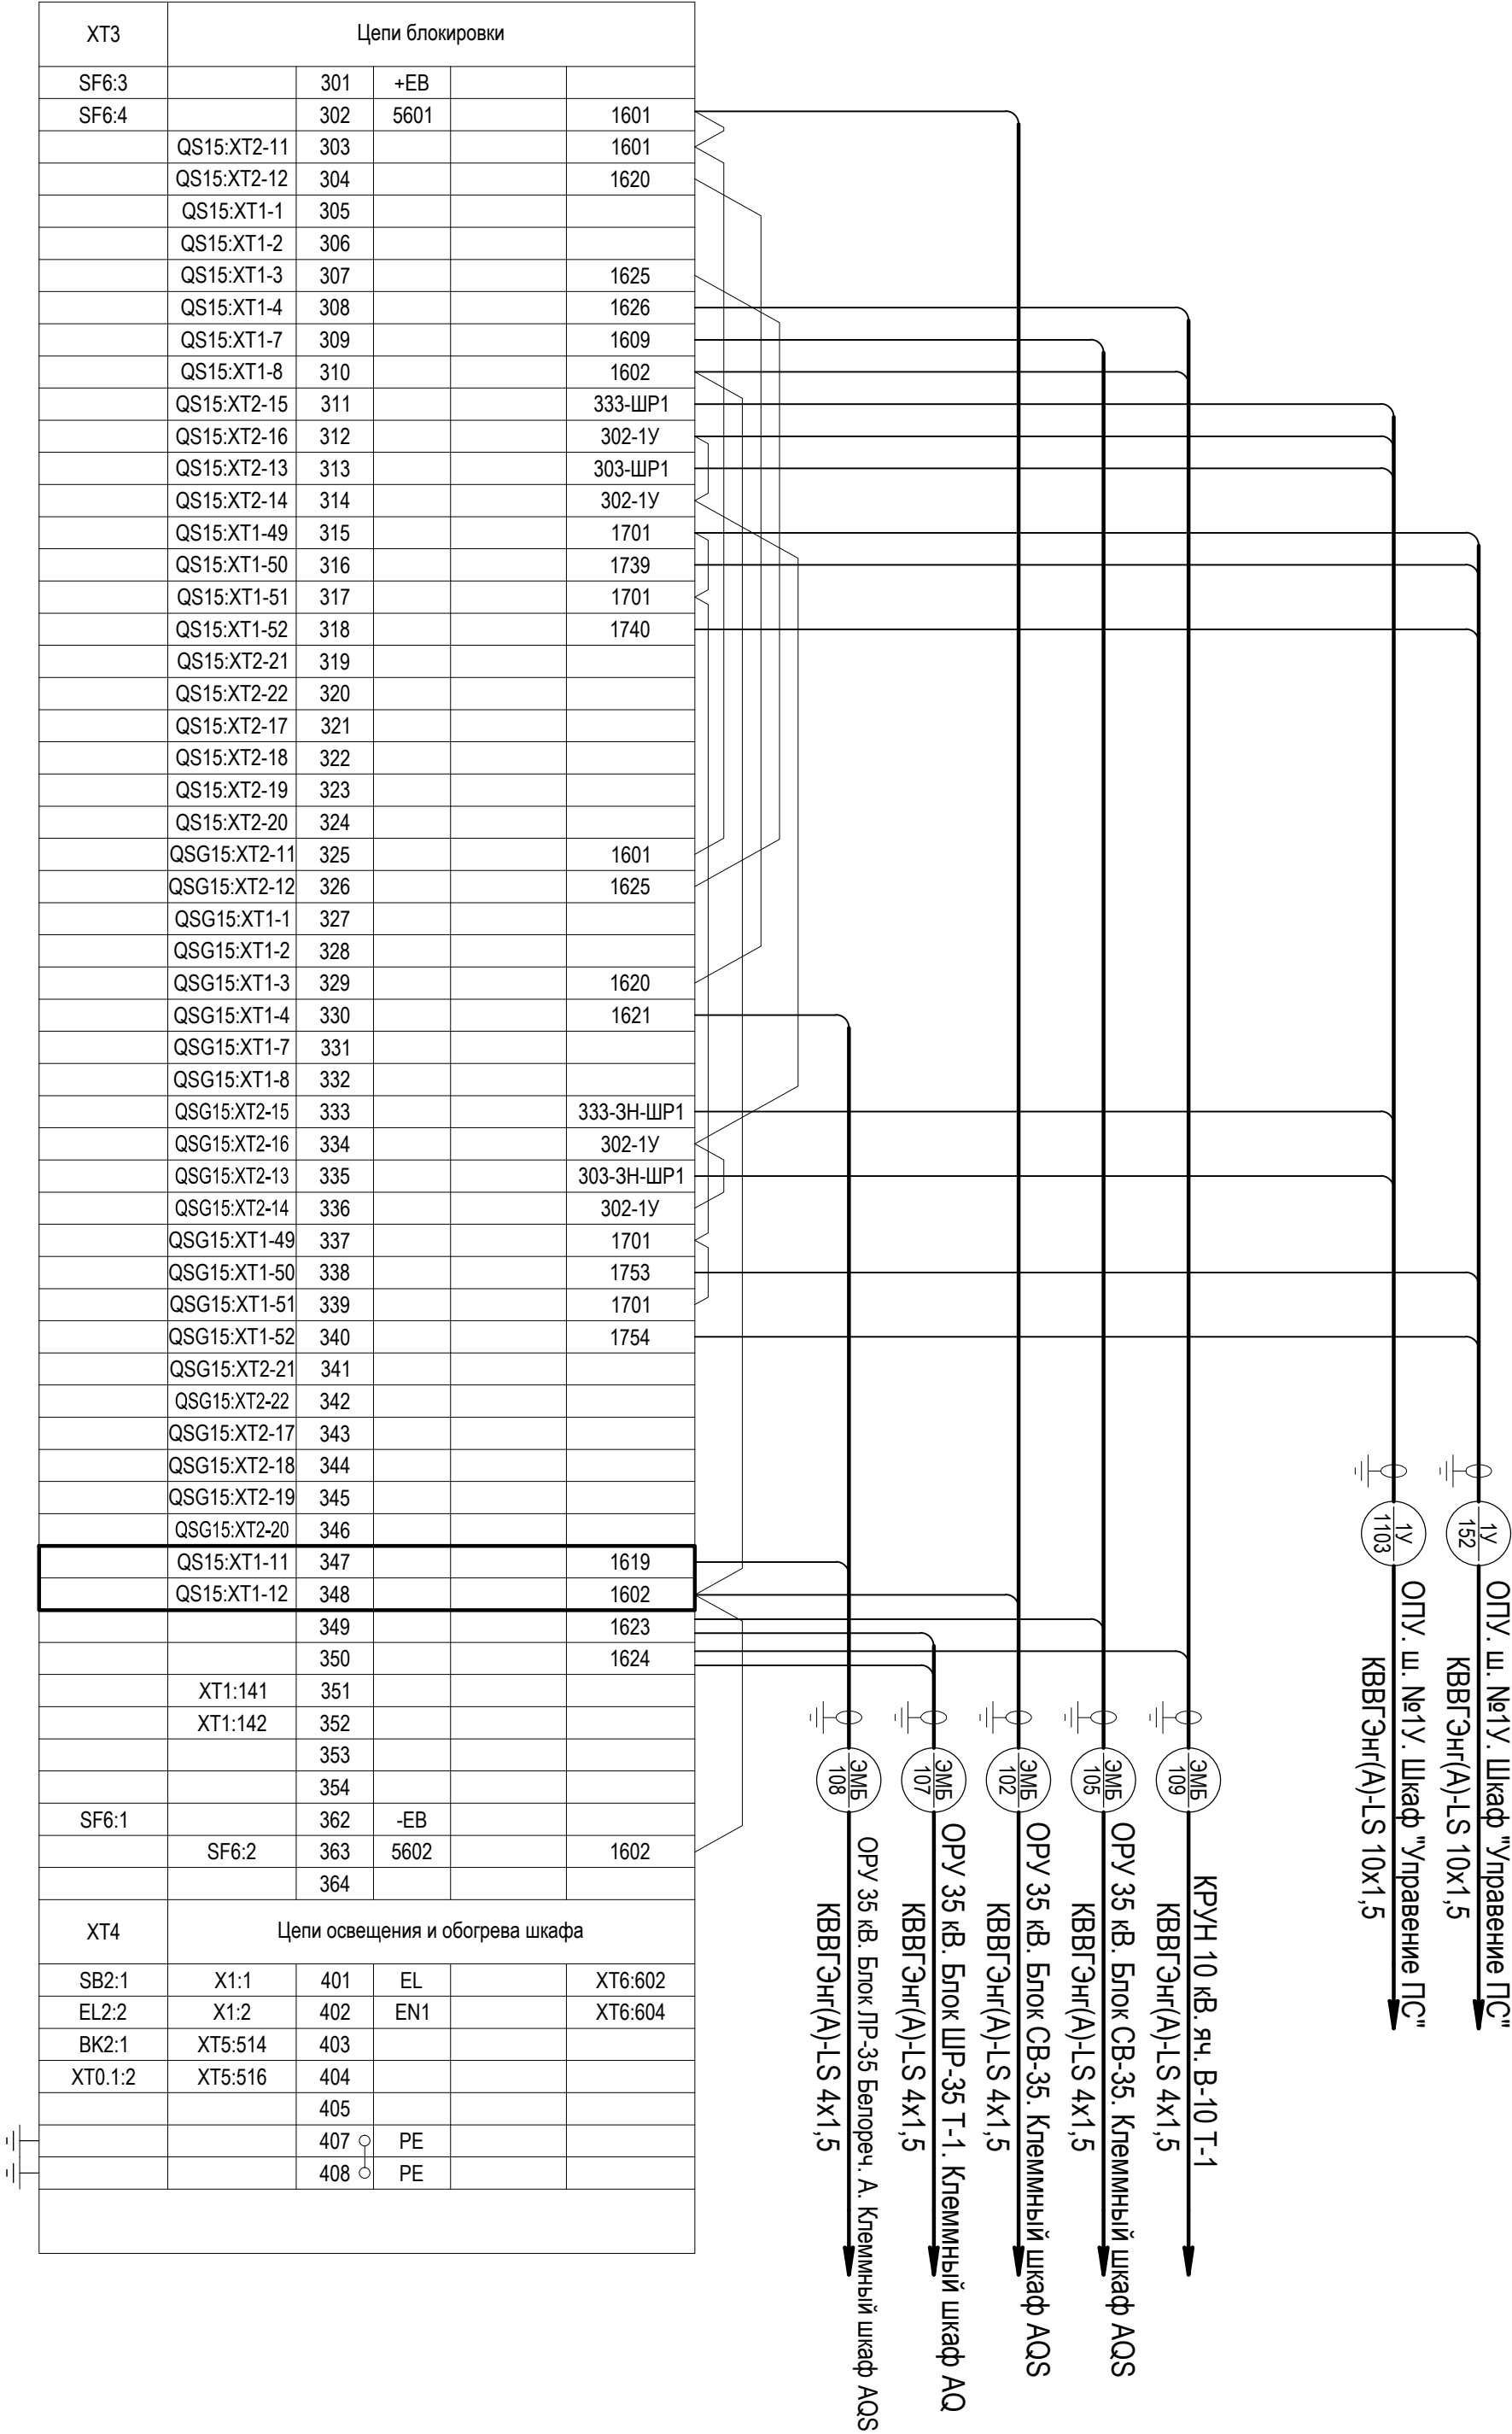 XT3 Цепи блокировки
SF6:3 301 +ЕВ
SF6:4 302 5601 1601
QS15:XT2-11 303 1601
QS15:XT2-12 304 1620
QS15:XT1-1 305
QS15:XT1-2 306
QS15:XT1-3 307 1625
QS15:XT1-4 308 1626
QS15:XT1-7 309 1609
QS15:XT1-8 310 1602
QS15:XT2-15 311 333-ШР1
QS15:XT2-16 312 302-1У
QS15:XT2-13 313 303-ШР1
QS15:XT2-14 314 302-1У
QS15:XT1-49 315 1701
QS15:XT1-50 316 1739
QS15:XT1-51 317 1701
QS15:XT1-52 318 1740
QS15:XT2-21 319
QS15:XT2-22 320
QS15:XT2-17 321
QS15:XT2-18 322
QS15:XT2-19 323
QS15:XT2-20 324
QSG15:XT2-11 325 1601
QSG15:XT2-12 326 1625
QSG15:XT1-1 327
QSG15:XT1-2 328
QSG15:XT1-3 329 1620
QSG15:XT1-4 330 1621
QSG15:XT1-7 331
QSG15:XT1-8 332
QSG15:XT2-15 333 333-ЗН-ШР1
QSG15:XT2-16 334 302-1У
QSG15:XT2-13 335 303-ЗН-ШР1
QSG15:XT2-14 336 302-1У
QSG15:XT1-49 337 1701
QSG15:XT1-50 338 1753
QSG15:XT1-51 339 1701
QSG15:XT1-52 340 1754
QSG15:XT2-21 341
QSG15:XT2-22 342
QSG15:XT2-17 343
QSG15:XT2-18 344
QSG15:XT2-19 345
QSG15:XT2-20 346
QS15:XT1-11 347 1619
QS15:XT1-12 348 1602
349 1623
350 1624
XT1:141 351
XT1:142 352
353
354
SF6:1 362 -ЕВ
SF6:2 363 5602 1602
364
XT4 Цепи освещения и обогрева шкафа
SB2:1 X1:1 401 EL XT6:602
EL2:2 X1:2 402 EN1 XT6:604
BK2:1 XT5:514 403
XT0.1:2 XT5:516 404
405
407 PE
408 PE
1У
152
ОПУ. ш. №1У. Шкаф "Управение ПС"
КВВГЭнг(А)-LS 10х1,5
1У
1103
ОПУ. ш. №1У. Шкаф "Управение ПС"
КВВГЭнг(А)-LS 10х1,5
ЭМБ
109
КРУН 10 кВ. яч. В-10 Т-1
КВВГЭнг(А)-LS 4х1,5
ЭМБ
105
ОРУ 35 кВ. Блок СВ-35. Клеммный шкаф AQS
КВВГЭнг(А)-LS 4х1,5
ЭМБ
102
ОРУ 35 кВ. Блок СВ-35. Клеммный шкаф AQS
КВВГЭнг(А)-LS 4х1,5
ЭМБ
107
ОРУ 35 кВ. Блок ШР-35 Т-1. Клеммный шкаф AQ
КВВГЭнг(А)-LS 4х1,5
ЭМБ
108
ОРУ 35 кВ. Блок ЛР-35 Белореч. А. Клеммный шкаф AQS
КВВГЭнг(А)-LS 4х1,5